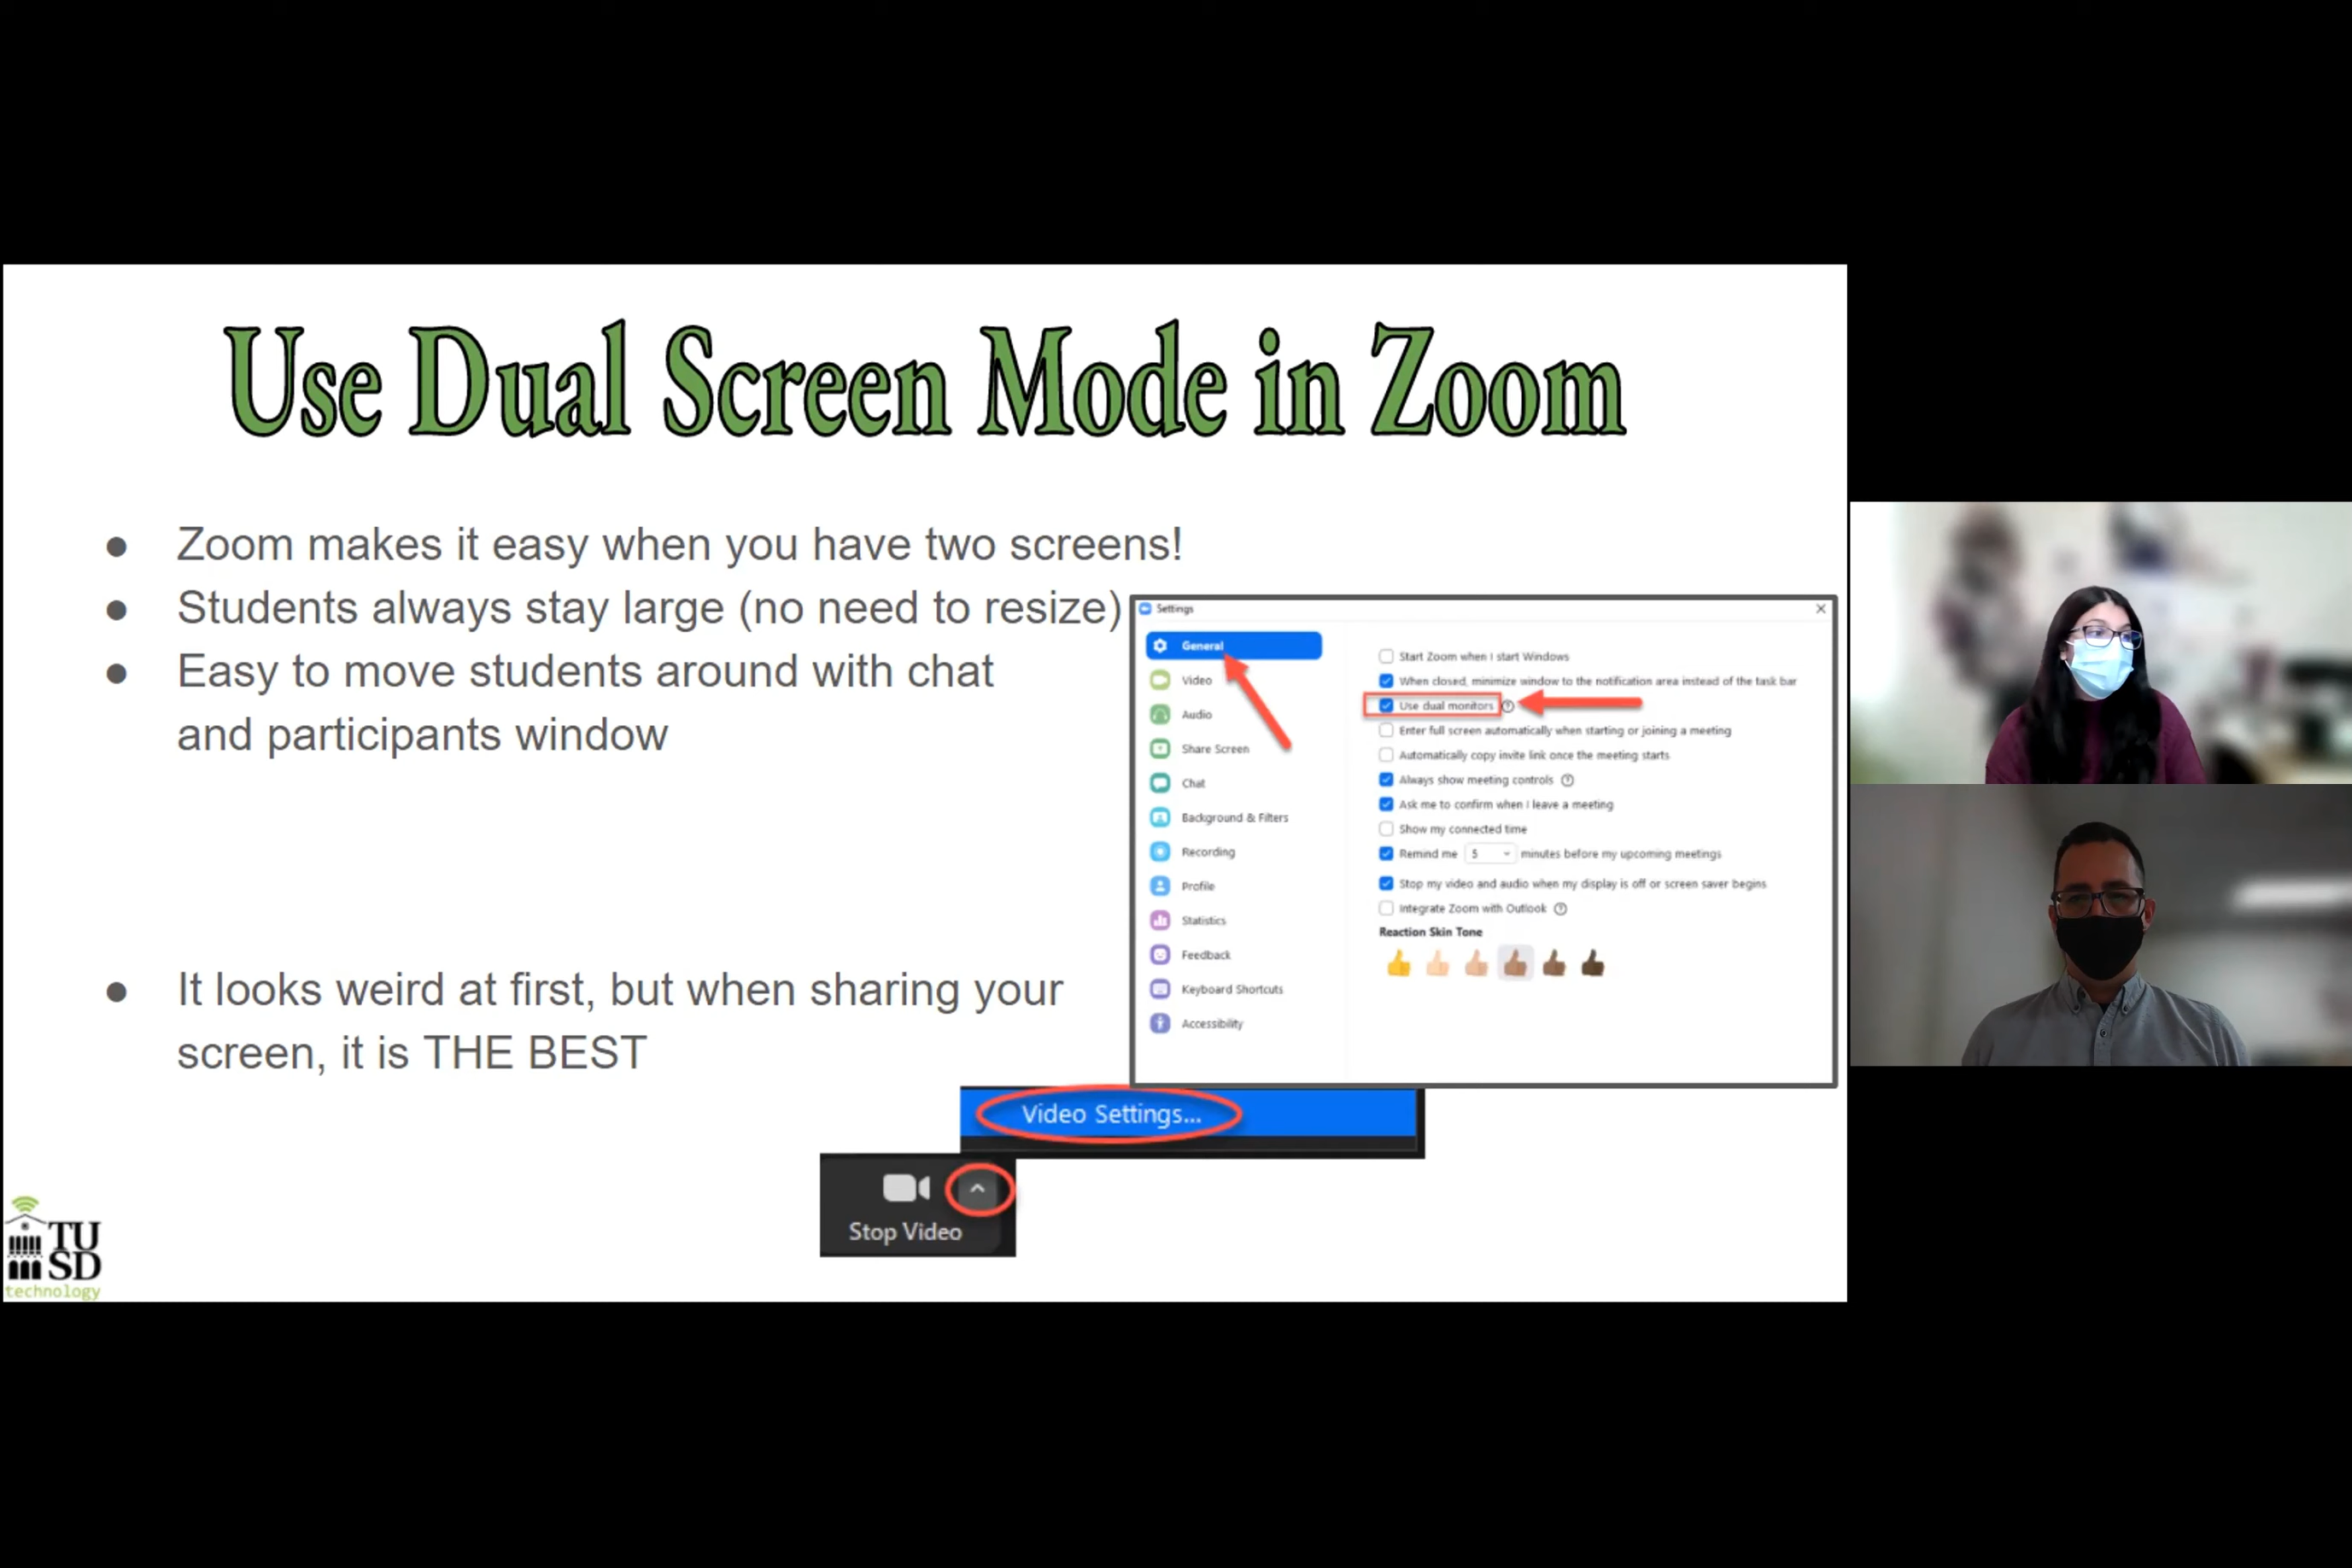 Use Dual Screen Mode in Zoom
Zoom makes it easy when you have two screens!
Students always stay large (no need to resize)
Easy to move students around with chat
and participants window
It looks weird at first, but when sharing your
screen, it is THE BEST
Settings
General
Video
Audio
Share Screen
Chat
Background & Filters
Recording
Profile
Statistics
Feedback
Keyboard Shortcuts
Accessibility
Start Zoom when I start Windows
When closed, minimize window to the notification area instead of the task bar
Use dual monitors
Enter full screen automatically when starting or joining a meeting
Automatically copy invite link once the meeting starts
Always show meeting controls
Ask me to confirm when I leave a meeting
Show my connected time
Remind me 5 minutes before my upcoming meetings
Stop my video and audio when my display is off or screen saver begins
Integrate Zoom with Outlook
Reaction Skin Tone
Video Settings...
Stop Video
TU
SD
technology